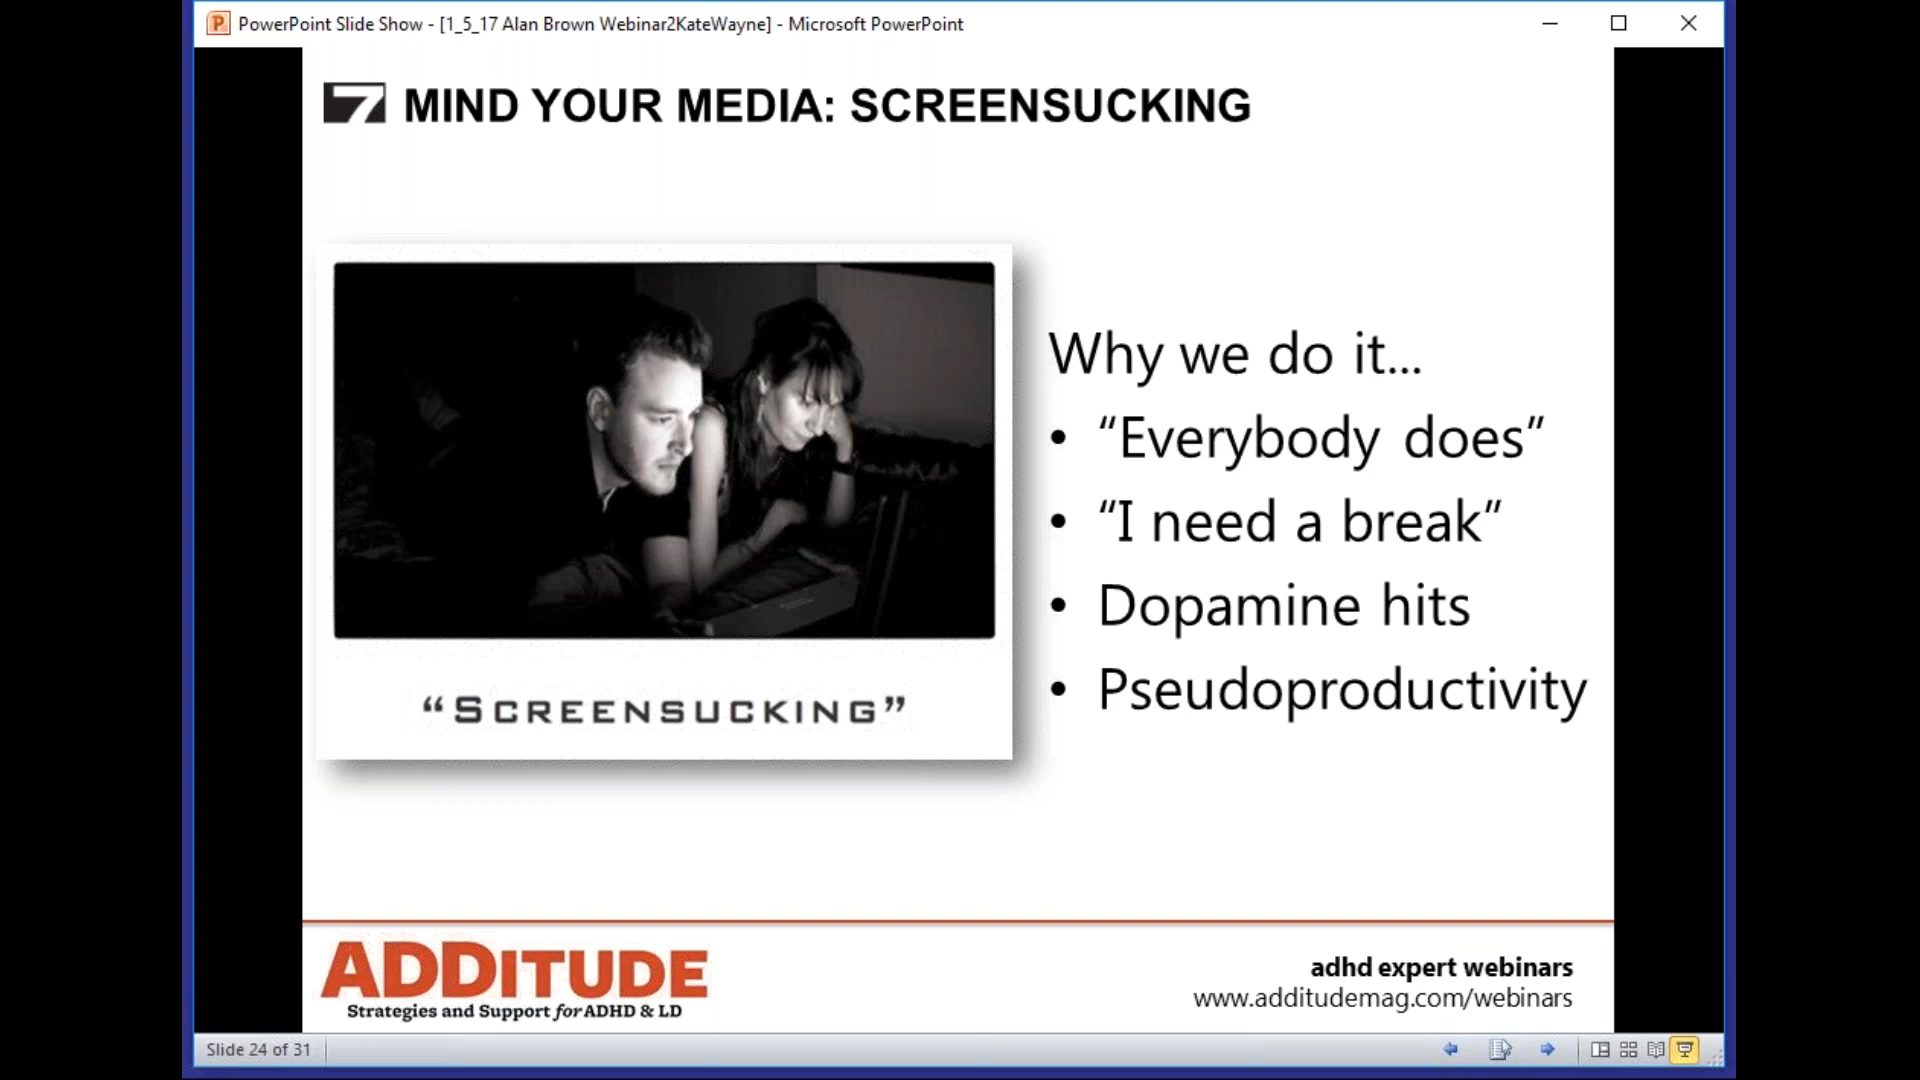 PowerPoint Slide Show - [1_5_17 Alan Brown Webinar2KateWayne] - Microsoft PowerPoint
7 MIND YOUR MEDIA: SCREENSUCKING
“SCREENSUCKING”
Why we do it...
• “Everybody does”
• “I need a break”
• Dopamine hits
• Pseudoproductivity
ADDITUDE
Strategies and Support for ADHD & LD
adhd expert webinars
www.additudemag.com/webinars
Slide 24 of 31